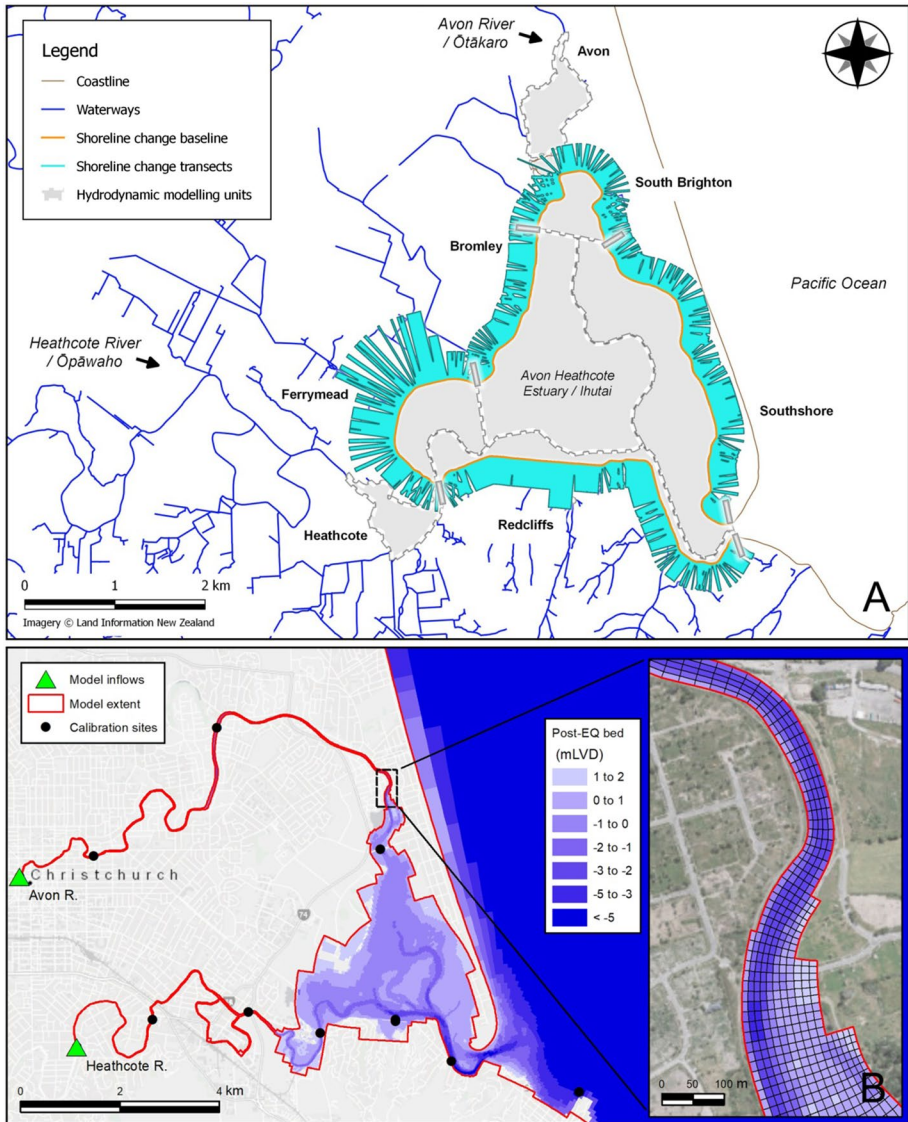 Avon River
/ Ōtākaro
Avon
Legend
Coastline
Waterways
Shoreline change baseline
Shoreline change transects
Hydrodynamic modelling units
South Brighton
Bromley
Pacific Ocean
Heathcote River
/ Ōpāwaho
Ferrymead
Avon Heathcote
Estuary / Ihutai
Southshore
Heathcote
Redcliffs
0 1 2 km
Imagery © Land Information New Zealand
A
Model inflows
Model extent
Calibration sites
Post-EQ bed
(mLVD)
1 to 2
0 to 1
-1 to 0
-2 to -1
-3 to -2
-5 to -3
< -5
Christchurch
Avon R.
74
Heathcote R.
0 2 4 km
0 50 100 m
B